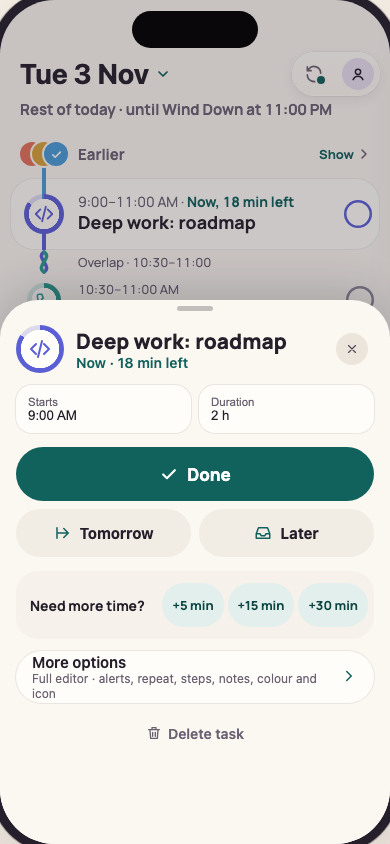 Tue 3 Nov
Rest of today · until Wind Down at 11:00 PM
Earlier
Show
9:00–11:00 AM · Now, 18 min left
Deep work: roadmap
Overlap · 10:30–11:00
10:30–11:00 AM
Deep work: roadmap
Now · 18 min left
Starts
9:00 AM
Duration
2 h
Done
Tomorrow
Later
Need more time?
+5 min
+15 min
+30 min
More options
Full editor · alerts, repeat, steps, notes, colour and
icon
Delete task